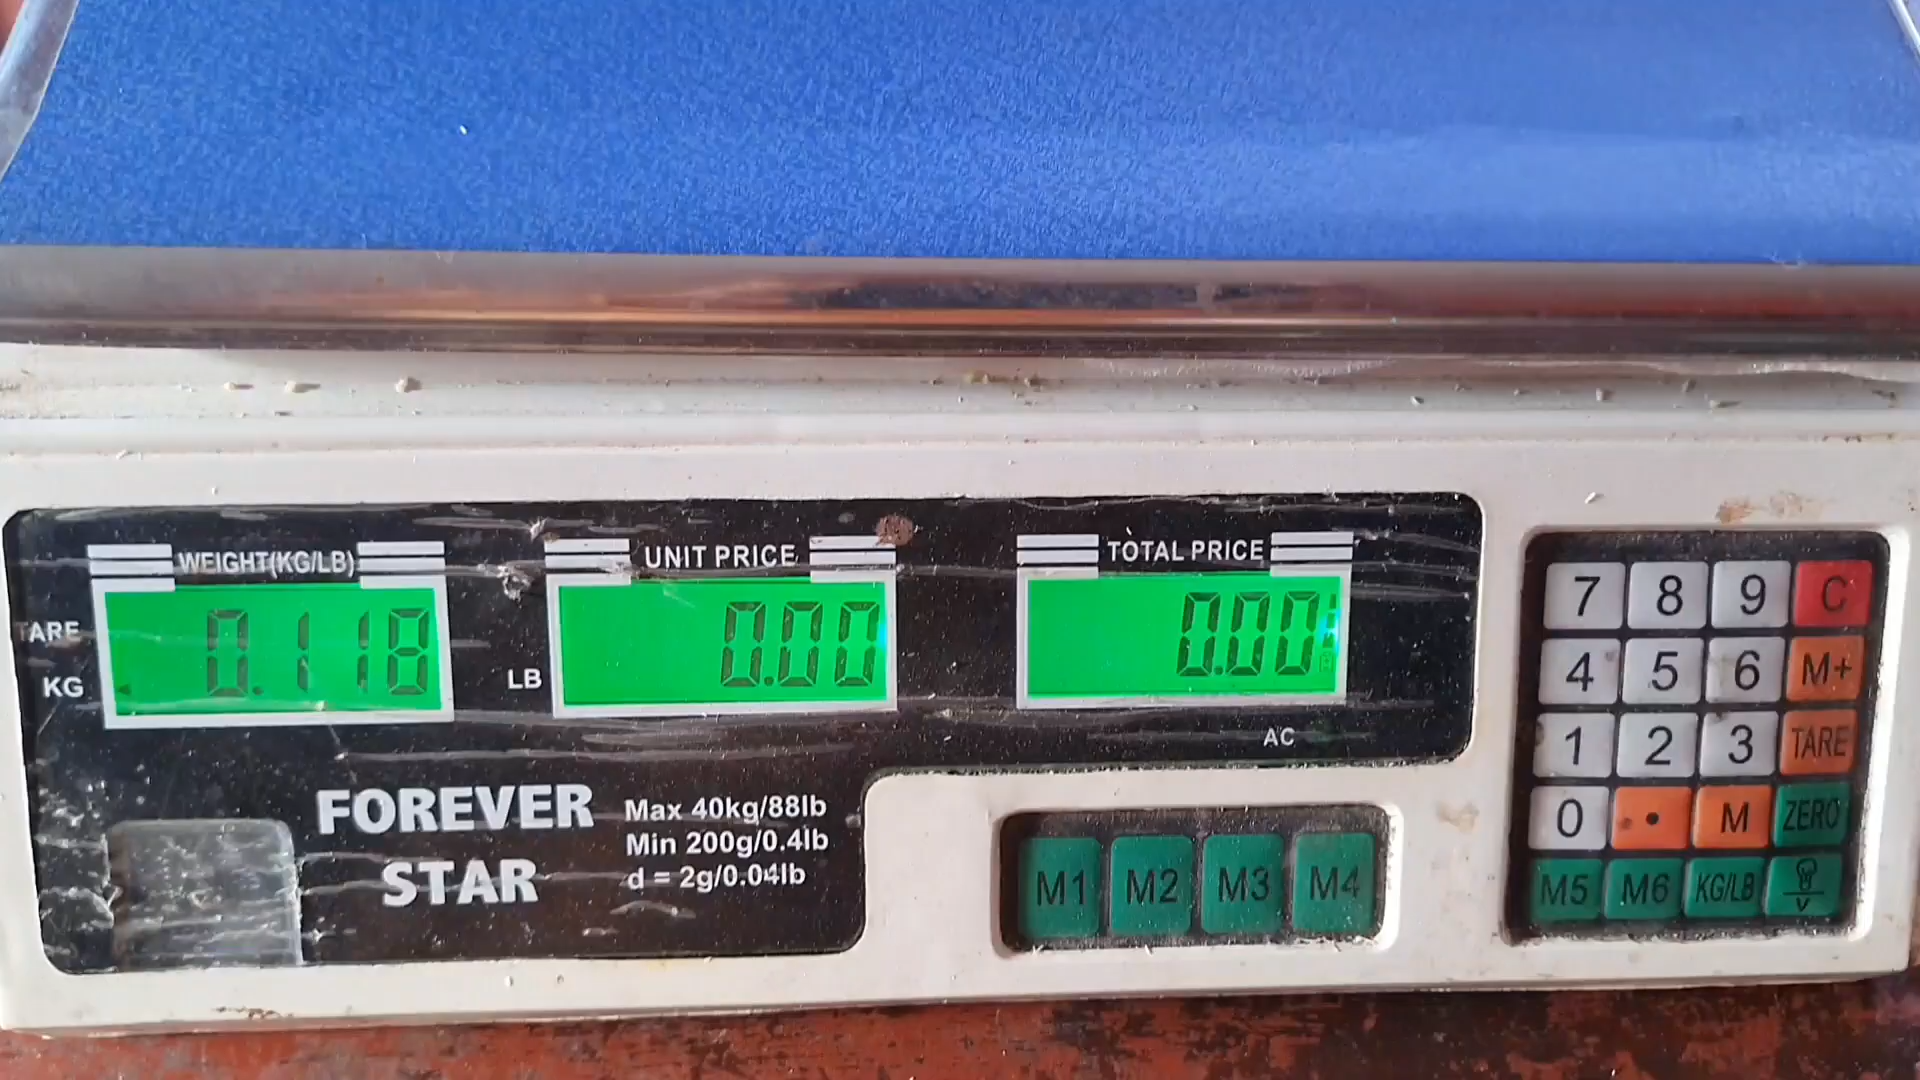 WEIGHT(KG/LB) UNIT PRICE TOTAL PRICE
TARE
KG
0.118
LB
0.00
0.00
AC
FOREVER
STAR
Max 40kg/88lb
Min 200g/0.4lb
d = 2g/0.04lb
M1 M2 M3 M4
7 8 9 C
4 5 6 M+
1 2 3 TARE
0 • M ZERO
M5 M6 KG/LB